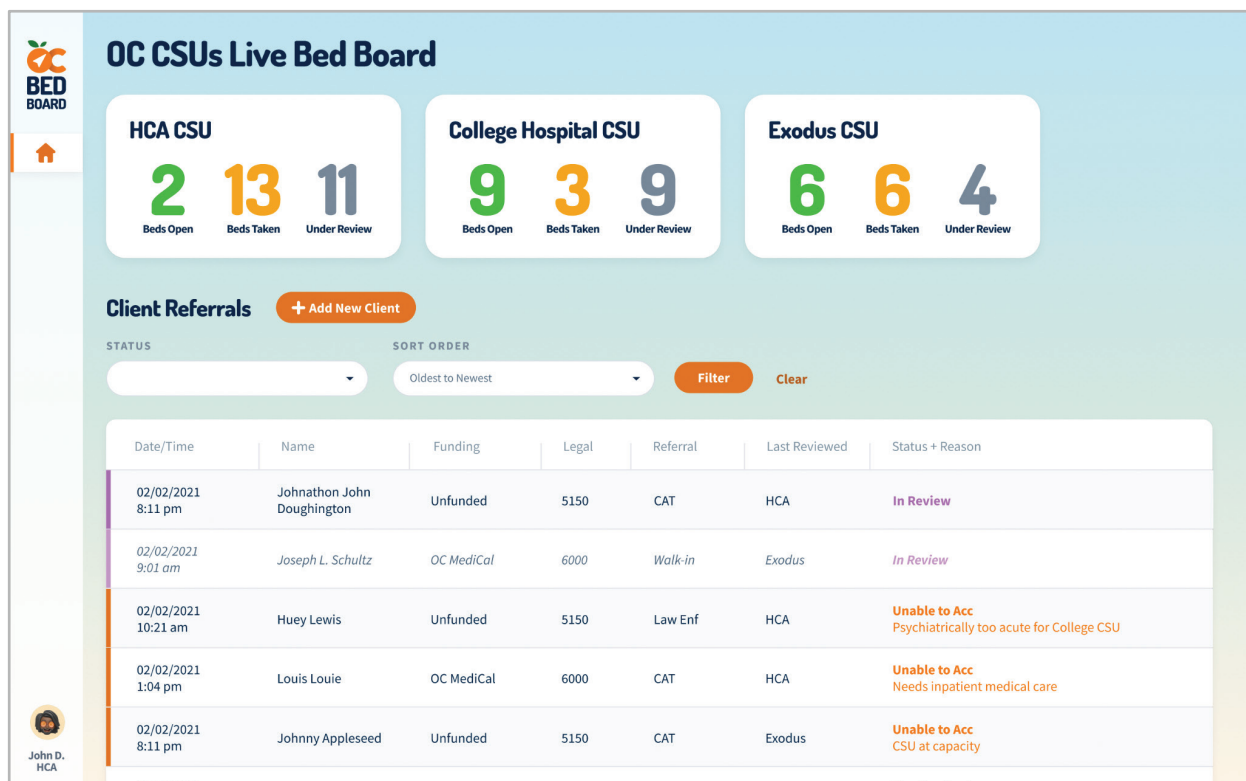 OC
BED
BOARD
OC CSUs Live Bed Board
HCA CSU
2 13 11
Beds Open Beds Taken Under Review
College Hospital CSU
9 3 9
Beds Open Beds Taken Under Review
Exodus CSU
6 6 4
Beds Open Beds Taken Under Review
Client Referrals
+ Add New Client
STATUS
SORT ORDER
Oldest to Newest
Filter
Clear
Date/Time Name Funding Legal Referral Last Reviewed Status + Reason
02/02/2021
8:11 pm
Johnathon John
Doughington
Unfunded 5150 CAT HCA In Review
02/02/2021
9:01 am
Joseph L. Schultz OC MediCal 6000 Walk-in Exodus In Review
02/02/2021
10:21 am
Huey Lewis Unfunded 5150 Law Enf HCA
Unable to Acc
Psychiatrically too acute for College CSU
02/02/2021
1:04 pm
Louis Louie OC MediCal 6000 CAT HCA
Unable to Acc
Needs inpatient medical care
02/02/2021
8:11 pm
Johnny Appleseed Unfunded 5150 CAT Exodus
Unable to Acc
CSU at capacity
John D.
HCA